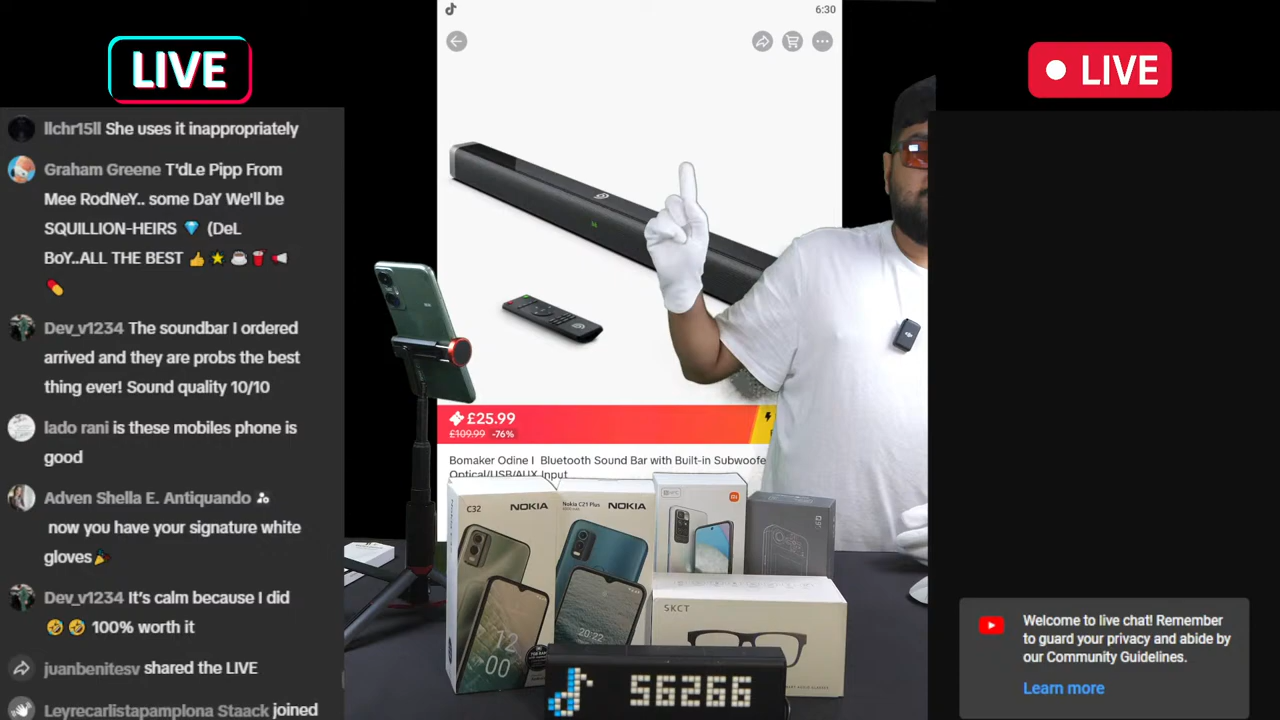 LIVE
llchr15ll She uses it inappropriately
Graham Greene T'dLe Pipp From
Mee RodNeY.. some DaY We'll be
SQUILLION-HEIRS 💎 (DeL
BoY..ALL THE BEST 👍⭐☕🥤📢
💊
Dev_v1234 The soundbar I ordered
arrived and they are probs the best
thing ever! Sound quality 10/10
lado rani is these mobiles phone is
good
Adven Shella E. Antiquando
now you have your signature white
gloves🎉
Dev_v1234 It's calm because I did
🤣 🤣 100% worth it
juanbenitesv shared the LIVE
Leyrecarlistapamplona Staack joined
6:30
£25.99
£109.99 -76%
Bomaker Odine I Bluetooth Sound Bar with Built-in Subwoofe
Optical/USB/AUX Input
C32 NOKIA
Nokia C21 Plus NOKIA
12
00
20:22
SKCT
56266
LIVE
Welcome to live chat! Remember
to guard your privacy and abide by
our Community Guidelines.
Learn more